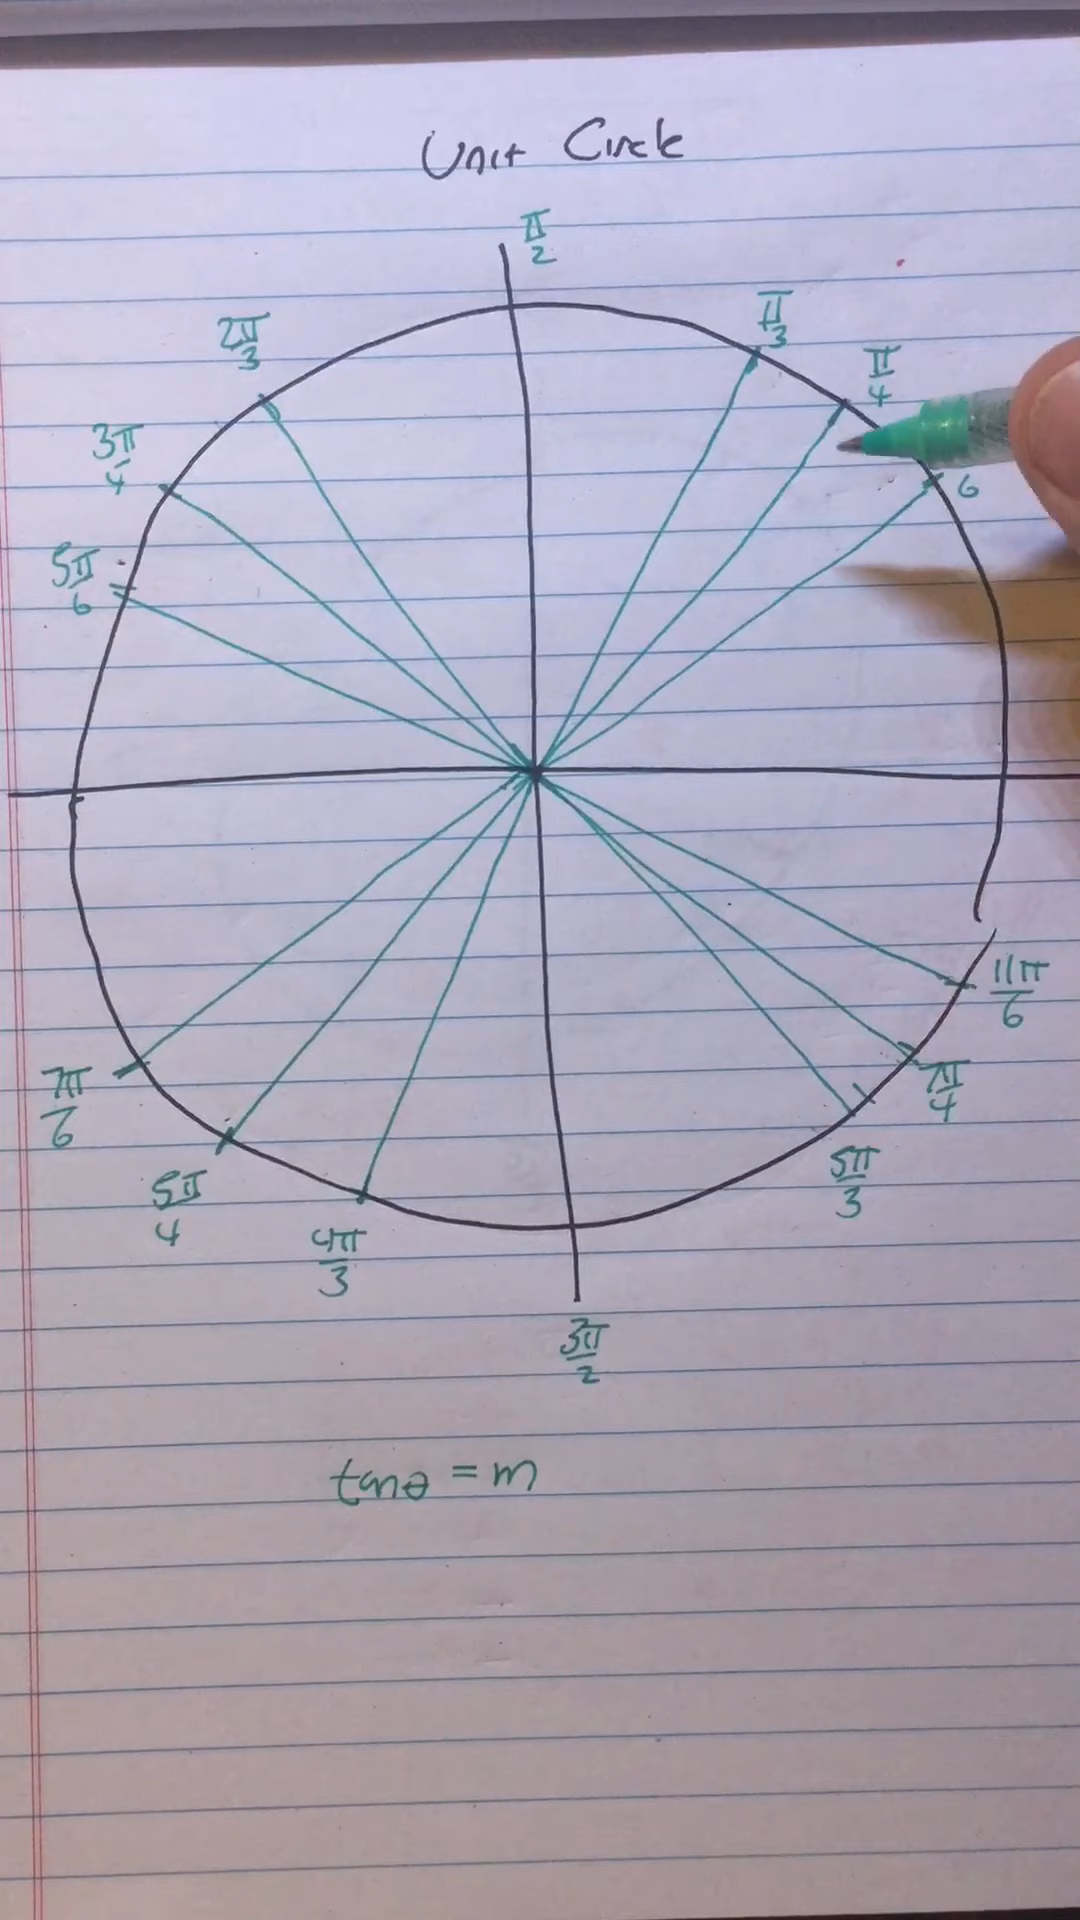 Unit Circle
π/2
π/3
2π/3
π/4
3π/4
6
5π/6
11π/6
7π/6
7π/4
5π/3
5π/4
4π/3
3π/2
tanθ = m